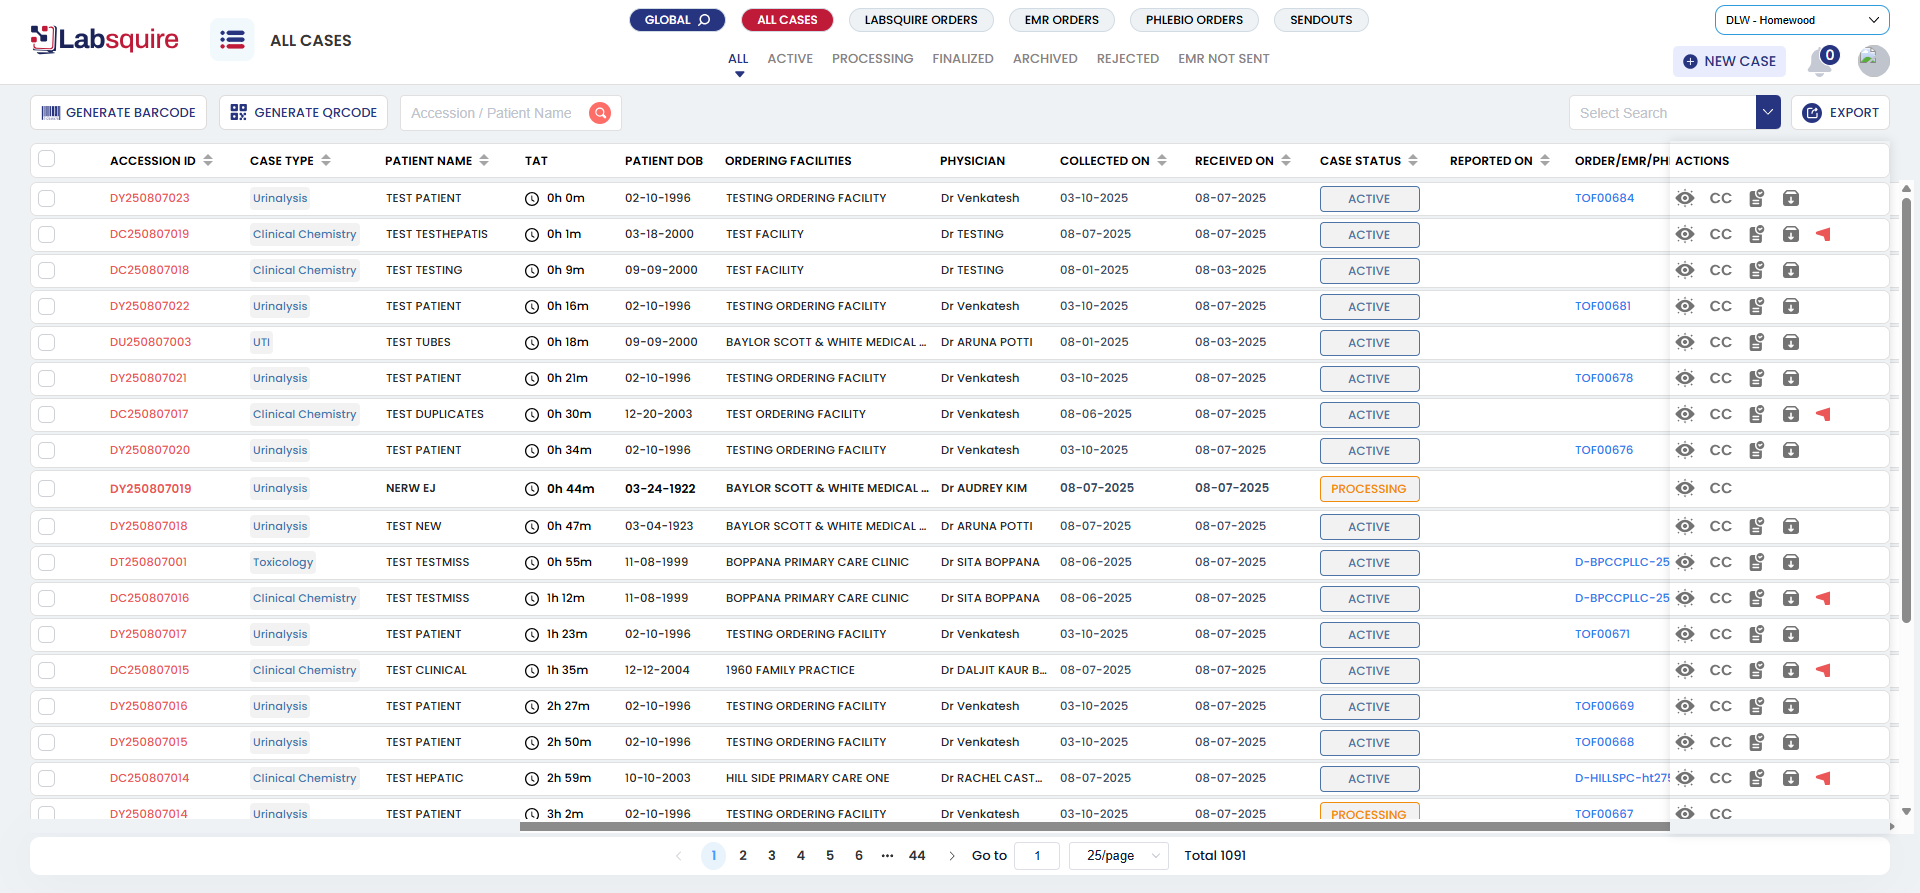 Labsquire
ALL CASES
GLOBAL
ALL CASES
LABSQUIRE ORDERS
EMR ORDERS
PHLEBIO ORDERS
SENDOUTS
DLW - Homewood
ALL
ACTIVE
PROCESSING
FINALIZED
ARCHIVED
REJECTED
EMR NOT SENT
NEW CASE
0
GENERATE BARCODE
GENERATE QRCODE
Accession / Patient Name
Select Search
EXPORT
ACCESSION ID CASE TYPE PATIENT NAME TAT PATIENT DOB ORDERING FACILITIES PHYSICIAN COLLECTED ON RECEIVED ON CASE STATUS REPORTED ON ORDER/EMR/PH ACTIONS
DY250807023 Urinalysis TEST PATIENT 0h 0m 02-10-1996 TESTING ORDERING FACILITY Dr Venkatesh 03-10-2025 08-07-2025 ACTIVE TOF00684 CC
DC250807019 Clinical Chemistry TEST TESTHEPATIS 0h 1m 03-18-2000 TEST FACILITY Dr TESTING 08-07-2025 08-07-2025 ACTIVE CC
DC250807018 Clinical Chemistry TEST TESTING 0h 9m 09-09-2000 TEST FACILITY Dr TESTING 08-01-2025 08-03-2025 ACTIVE CC
DY250807022 Urinalysis TEST PATIENT 0h 16m 02-10-1996 TESTING ORDERING FACILITY Dr Venkatesh 03-10-2025 08-07-2025 ACTIVE TOF00681 CC
DU250807003 UTI TEST TUBES 0h 18m 09-09-2000 BAYLOR SCOTT & WHITE MEDICAL ... Dr ARUNA POTTI 08-01-2025 08-03-2025 ACTIVE CC
DY250807021 Urinalysis TEST PATIENT 0h 21m 02-10-1996 TESTING ORDERING FACILITY Dr Venkatesh 03-10-2025 08-07-2025 ACTIVE TOF00678 CC
DC250807017 Clinical Chemistry TEST DUPLICATES 0h 30m 12-20-2003 TEST ORDERING FACILITY Dr Venkatesh 08-06-2025 08-07-2025 ACTIVE CC
DY250807020 Urinalysis TEST PATIENT 0h 34m 02-10-1996 TESTING ORDERING FACILITY Dr Venkatesh 03-10-2025 08-07-2025 ACTIVE TOF00676 CC
DY250807019 Urinalysis NERW EJ 0h 44m 03-24-1922 BAYLOR SCOTT & WHITE MEDICAL ... Dr AUDREY KIM 08-07-2025 08-07-2025 PROCESSING CC
DY250807018 Urinalysis TEST NEW 0h 47m 03-04-1923 BAYLOR SCOTT & WHITE MEDICAL ... Dr ARUNA POTTI 08-07-2025 08-07-2025 ACTIVE CC
DT250807001 Toxicology TEST TESTMISS 0h 55m 11-08-1999 BOPPANA PRIMARY CARE CLINIC Dr SITA BOPPANA 08-06-2025 08-07-2025 ACTIVE D-BPCCPLLC-25 CC
DC250807016 Clinical Chemistry TEST TESTMISS 1h 12m 11-08-1999 BOPPANA PRIMARY CARE CLINIC Dr SITA BOPPANA 08-06-2025 08-07-2025 ACTIVE D-BPCCPLLC-25 CC
DY250807017 Urinalysis TEST PATIENT 1h 23m 02-10-1996 TESTING ORDERING FACILITY Dr Venkatesh 03-10-2025 08-07-2025 ACTIVE TOF00671 CC
DC250807015 Clinical Chemistry TEST CLINICAL 1h 35m 12-12-2004 1960 FAMILY PRACTICE Dr DALJIT KAUR B... 08-07-2025 08-07-2025 ACTIVE CC
DY250807016 Urinalysis TEST PATIENT 2h 27m 02-10-1996 TESTING ORDERING FACILITY Dr Venkatesh 03-10-2025 08-07-2025 ACTIVE TOF00669 CC
DY250807015 Urinalysis TEST PATIENT 2h 50m 02-10-1996 TESTING ORDERING FACILITY Dr Venkatesh 03-10-2025 08-07-2025 ACTIVE TOF00668 CC
DC250807014 Clinical Chemistry TEST HEPATIC 2h 59m 10-10-2003 HILL SIDE PRIMARY CARE ONE Dr RACHEL CAST... 08-07-2025 08-07-2025 ACTIVE D-HILLSPC-ht275 CC
DY250807014 Urinalysis TEST PATIENT 3h 2m 02-10-1996 TESTING ORDERING FACILITY Dr Venkatesh 03-10-2025 08-07-2025 PROCESSING TOF00667 CC
1 2 3 4 5 6 ... 44 Go to 1 25/page Total 1091